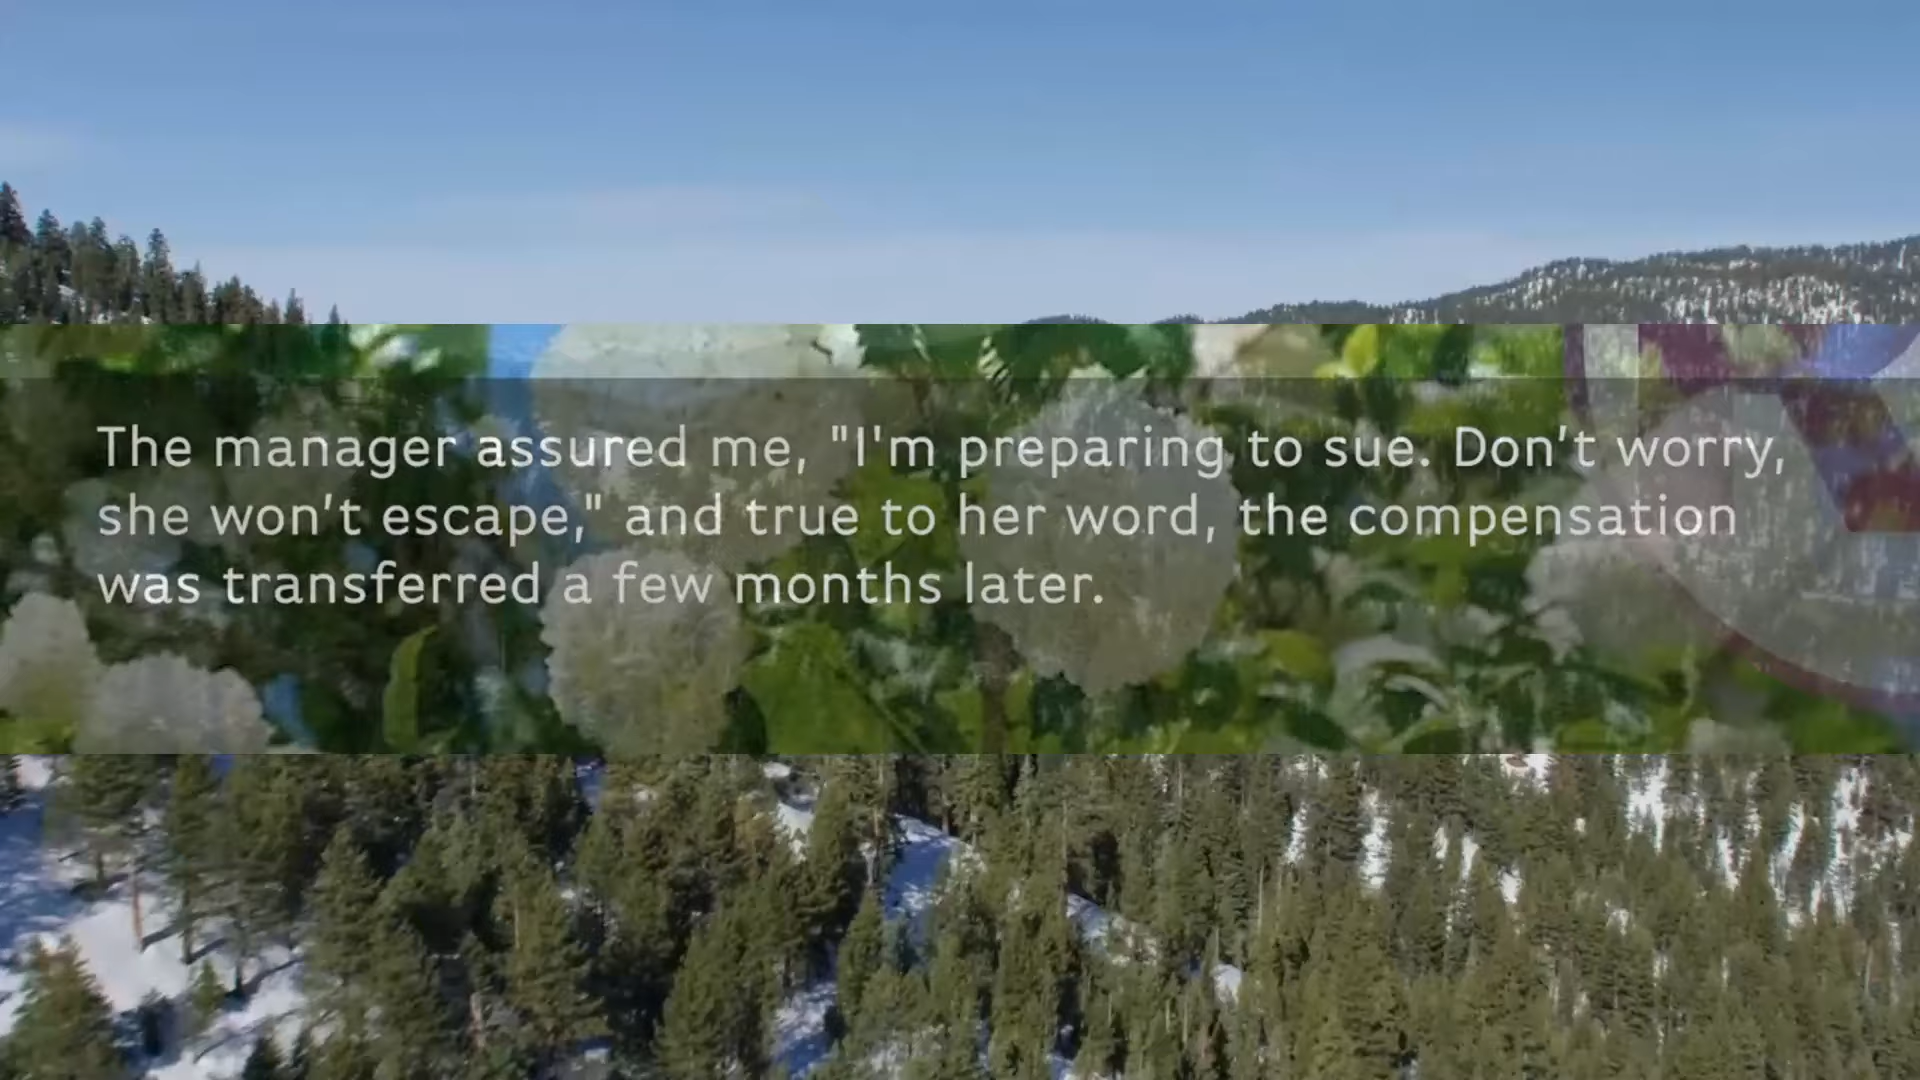 The manager assured me, "I'm preparing to sue. Don’t worry,
she won’t escape," and true to her word, the compensation
was transferred a few months later.